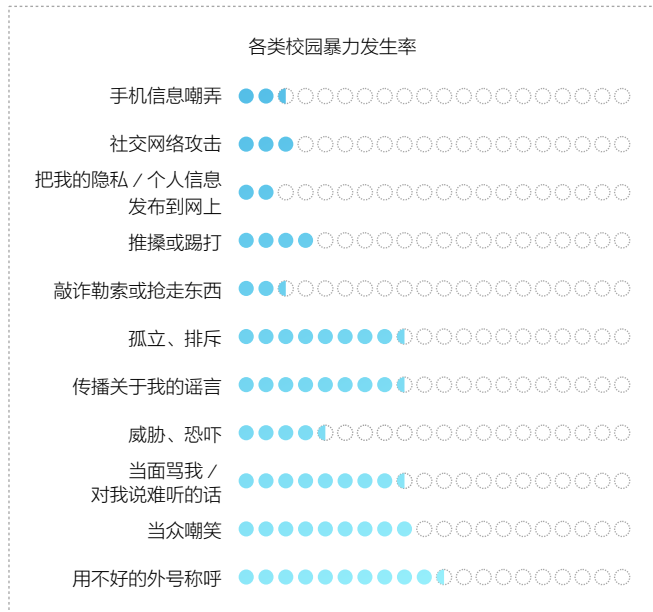 各类校园暴力发生率
手机信息嘲弄
社交网络攻击
把我的隐私 / 个人信息
发布到网上
推搡或踢打
敲诈勒索或抢走东西
孤立、排斥
传播关于我的谣言
威胁、恐吓
当面骂我 /
对我说难听的话
当众嘲笑
用不好的外号称呼